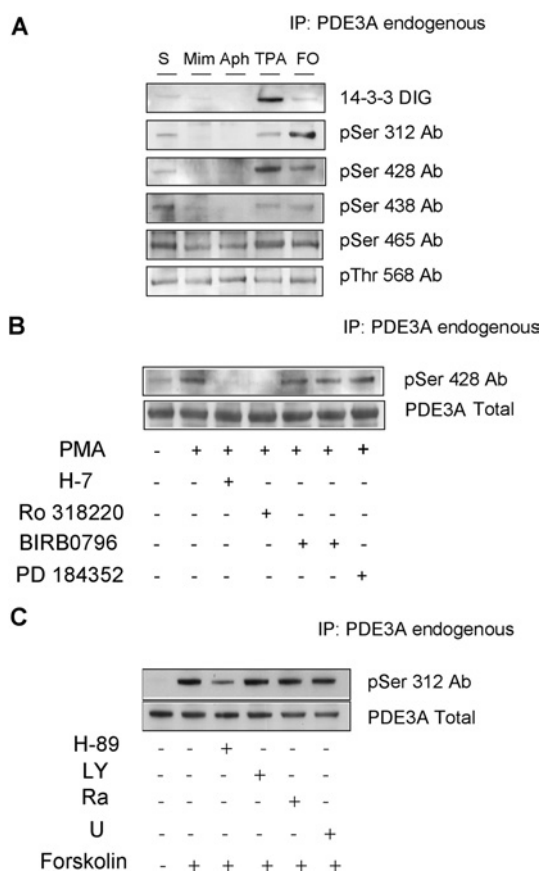 A
IP: PDE3A endogenous
S Mim Aph TPA FO
14-3-3 DIG
pSer 312 Ab
pSer 428 Ab
pSer 438 Ab
pSer 465 Ab
pThr 568 Ab
B
IP: PDE3A endogenous
pSer 428 Ab
PDE3A Total
PMA - + + + + + +
H-7 - - + - - - -
Ro 318220 - - - + - - -
BIRB0796 - - - - + + -
PD 184352 - - - - - - +
C
IP: PDE3A endogenous
pSer 312 Ab
PDE3A Total
H-89 - - + - - -
LY - - - + - -
Ra - - - - + -
U - - - - - +
Forskolin - + + + + +